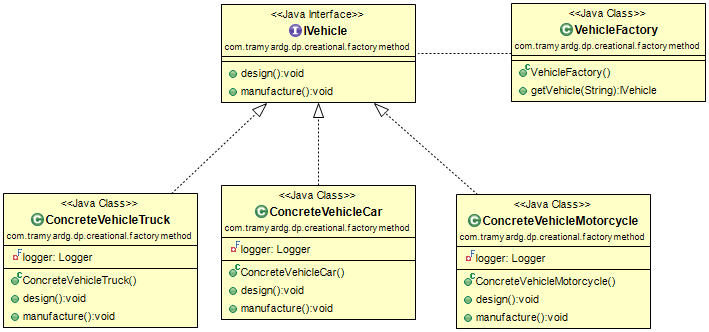 <<Java Interface>>
I IVehicle
com.tramyardg.dp.creational.factorymethod
design():void
manufacture():void
<<Java Class>>
C VehicleFactory
com.tramyardg.dp.creational.factorymethod
C VehicleFactory()
getVehicle(String):IVehicle
<<Java Class>>
C ConcreteVehicleTruck
com.tramyardg.dp.creational.factorymethod
F logger: Logger
C ConcreteVehicleTruck()
design():void
manufacture():void
<<Java Class>>
C ConcreteVehicleCar
com.tramyardg.dp.creational.factorymethod
F logger: Logger
C ConcreteVehicleCar()
design():void
manufacture():void
<<Java Class>>
C ConcreteVehicleMotorcycle
com.tramyardg.dp.creational.factorymethod
F logger: Logger
C ConcreteVehicleMotorcycle()
design():void
manufacture():void